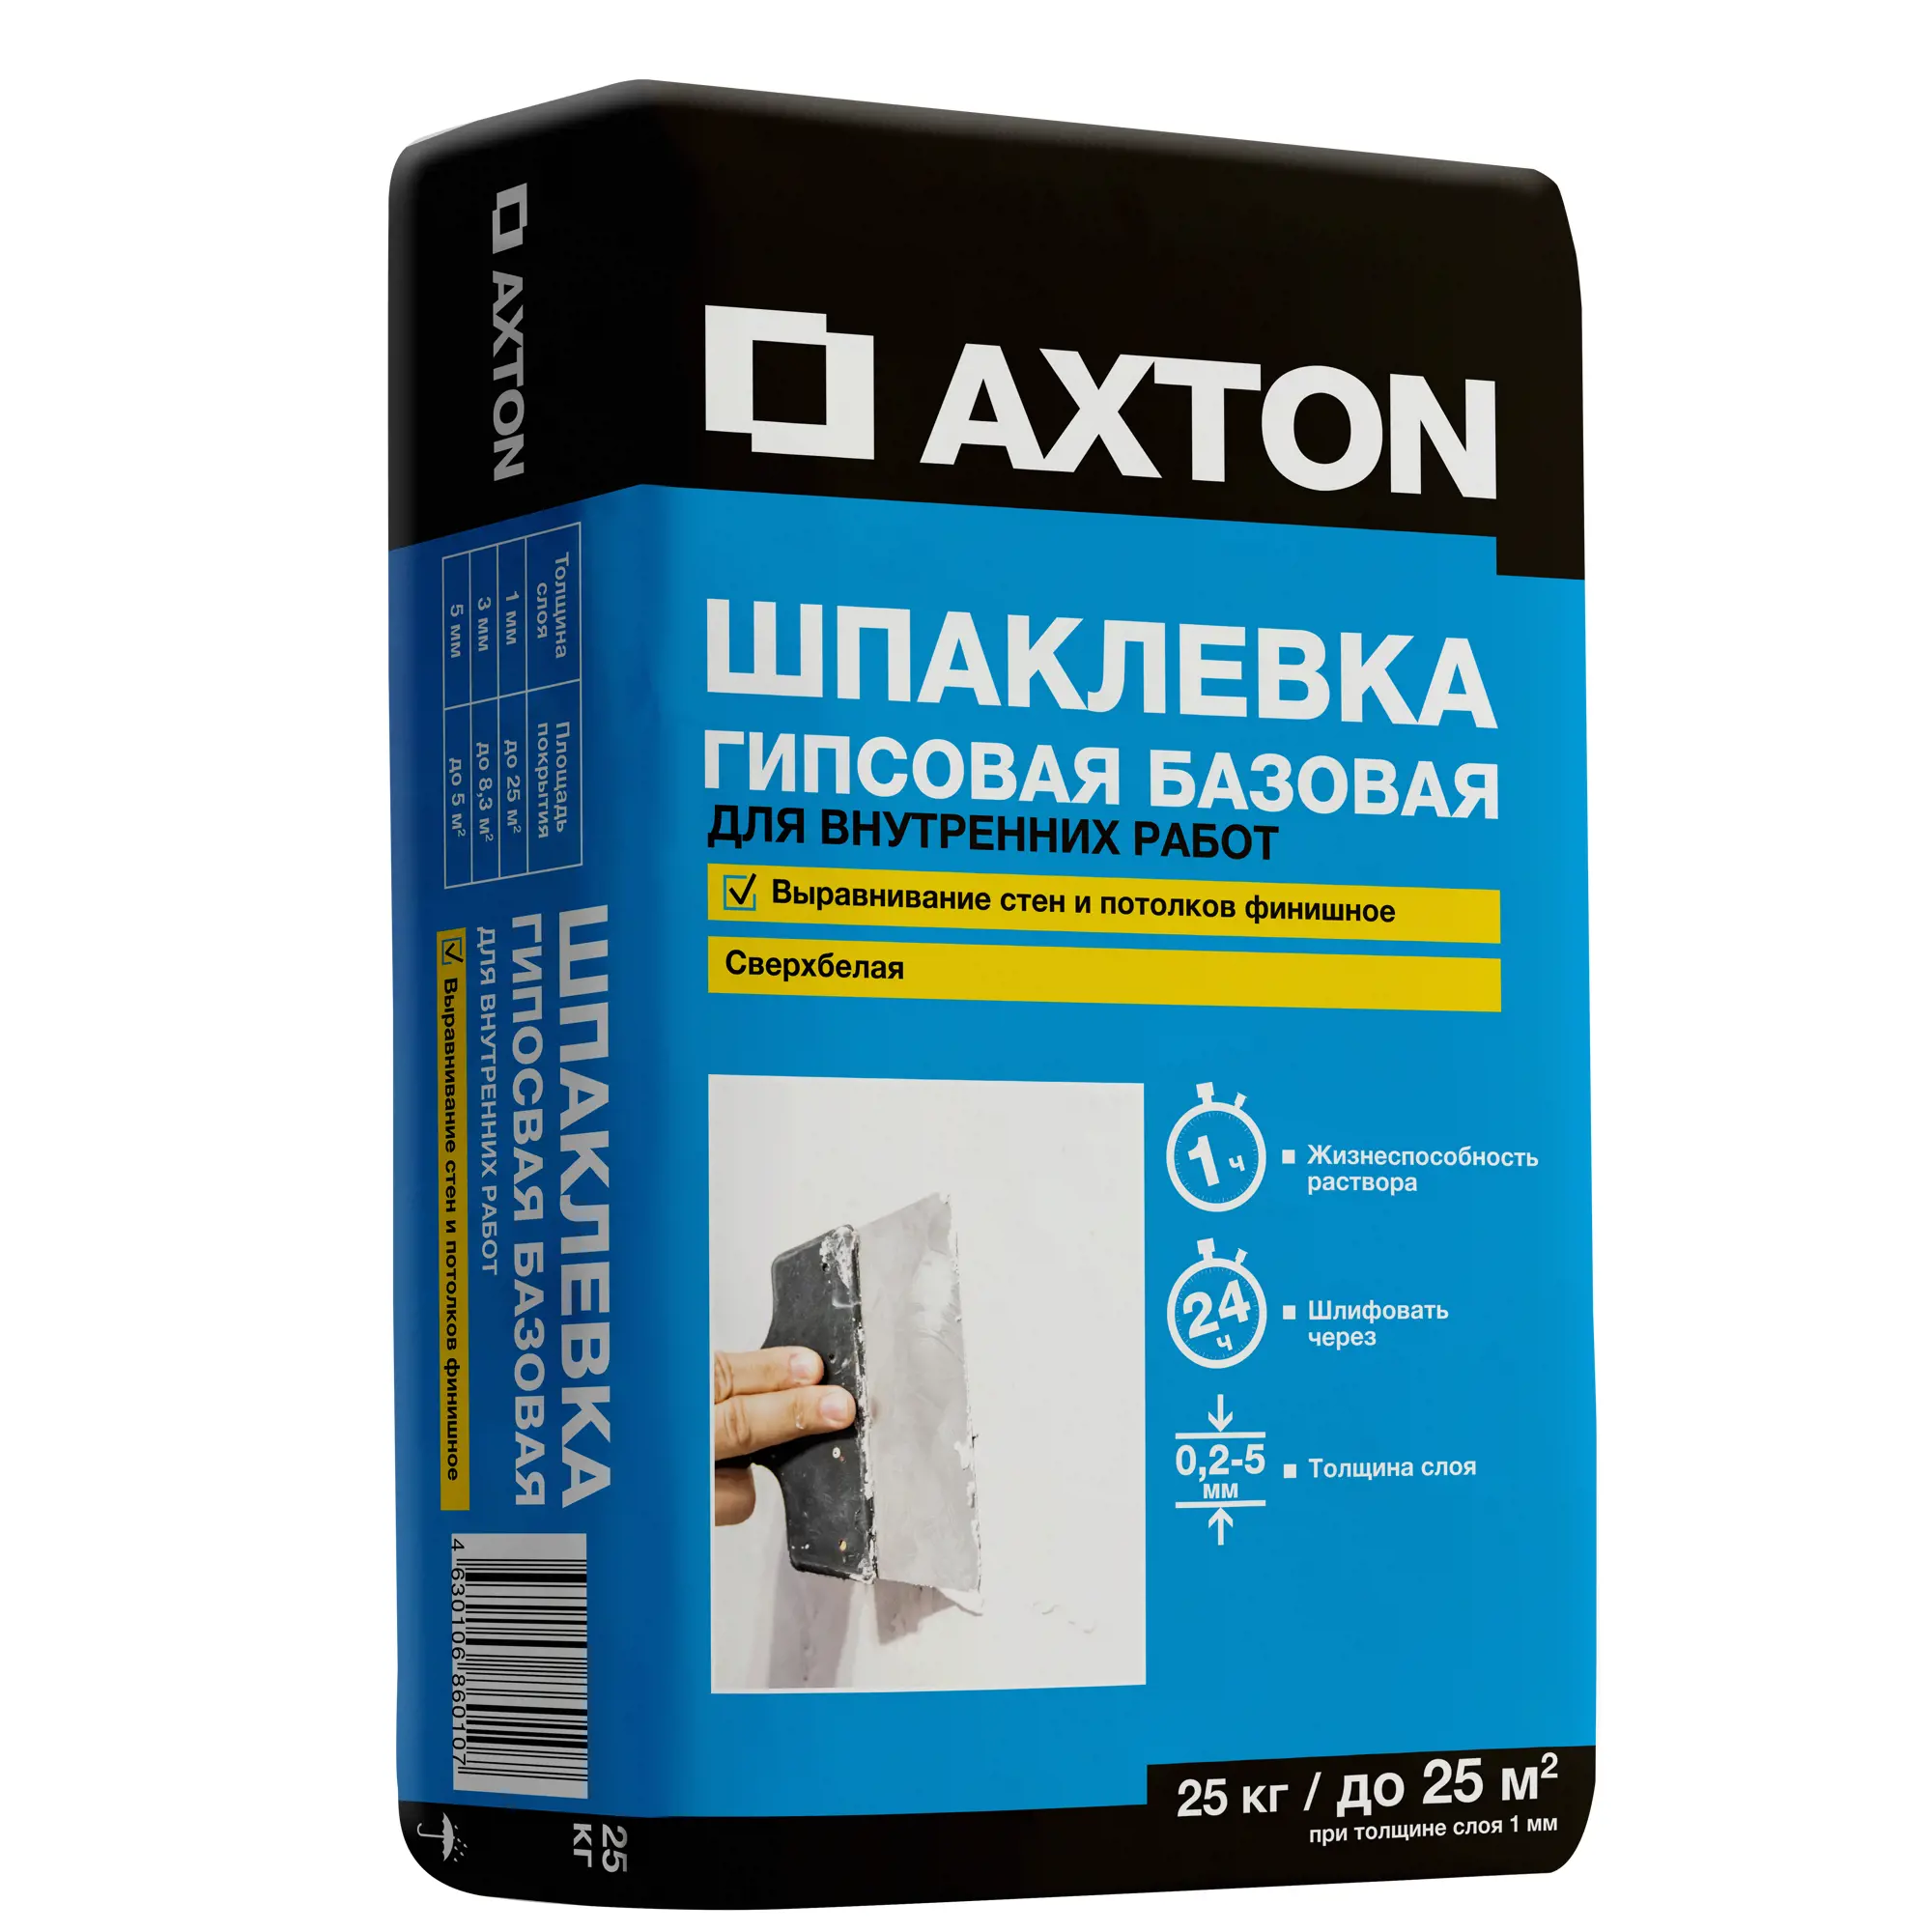 AXTON
ШПАКЛЕВКА
ГИПСОВАЯ БАЗОВАЯ
ДЛЯ ВНУТРЕННИХ РАБОТ
Выравнивание стен и потолков финишное
Сверхбелая
1 ч
Жизнеспособность
раствора
24 ч
Шлифовать
через
0,2-5
мм
Толщина слоя
25 кг / до 25 м²
при толщине слоя 1 мм
AXTON
Толщина слоя
Площадь покрытия
1 мм до 25 м²
3 мм до 8,3 м²
5 мм до 5 м²
ШПАКЛЕВКА
ГИПОСВАЯ БАЗОВАЯ
ДЛЯ ВНУТРЕННИХ РАБОТ
Выравнивание стен и потолков финишное
4 630106 860107
25
КГ